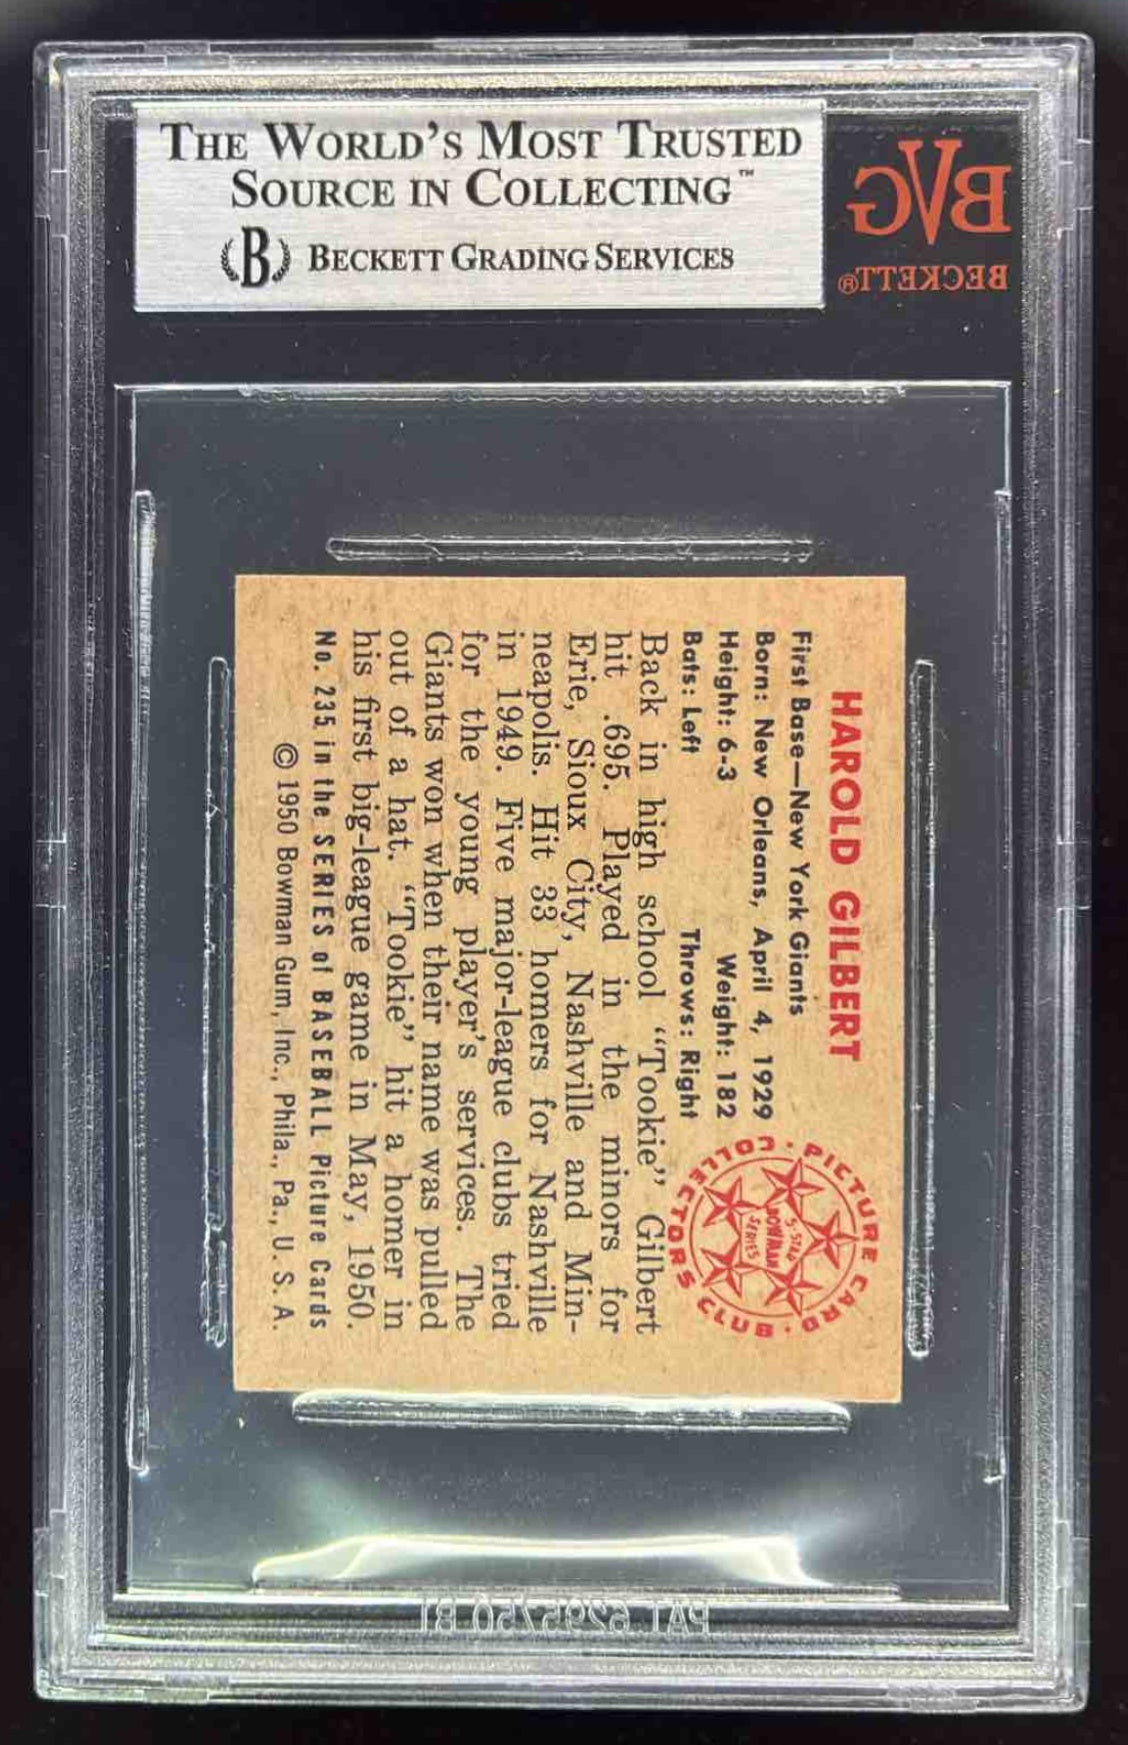 THE WORLD'S MOST TRUSTED
SOURCE IN COLLECTING™
B BECKETT GRADING SERVICES
BVG
BECKETT®
HAROLD GILBERT
First Base—New York Giants
Born: New Orleans, April 4, 1929
Height: 6-3 Weight: 182
Bats: Left Throws: Right
PICTURE CARD • COLLECTORS CLUB •
5-STAR
BOWMAN
SERIES
Back in high school "Tookie" Gilbert
hit .695. Played in the minors for
Erie, Sioux City, Nashville and Min-
neapolis. Hit 33 homers for Nashville
in 1949. Five major-league clubs tried
for the young player's services. The
Giants won when their name was pulled
out of a hat. "Tookie" hit a homer in
his first big-league game in May, 1950.
No. 235 in the SERIES of BASEBALL Picture Cards
© 1950 Bowman Gum, Inc., Phila., Pa., U. S. A.
PAT. 6295750 B1